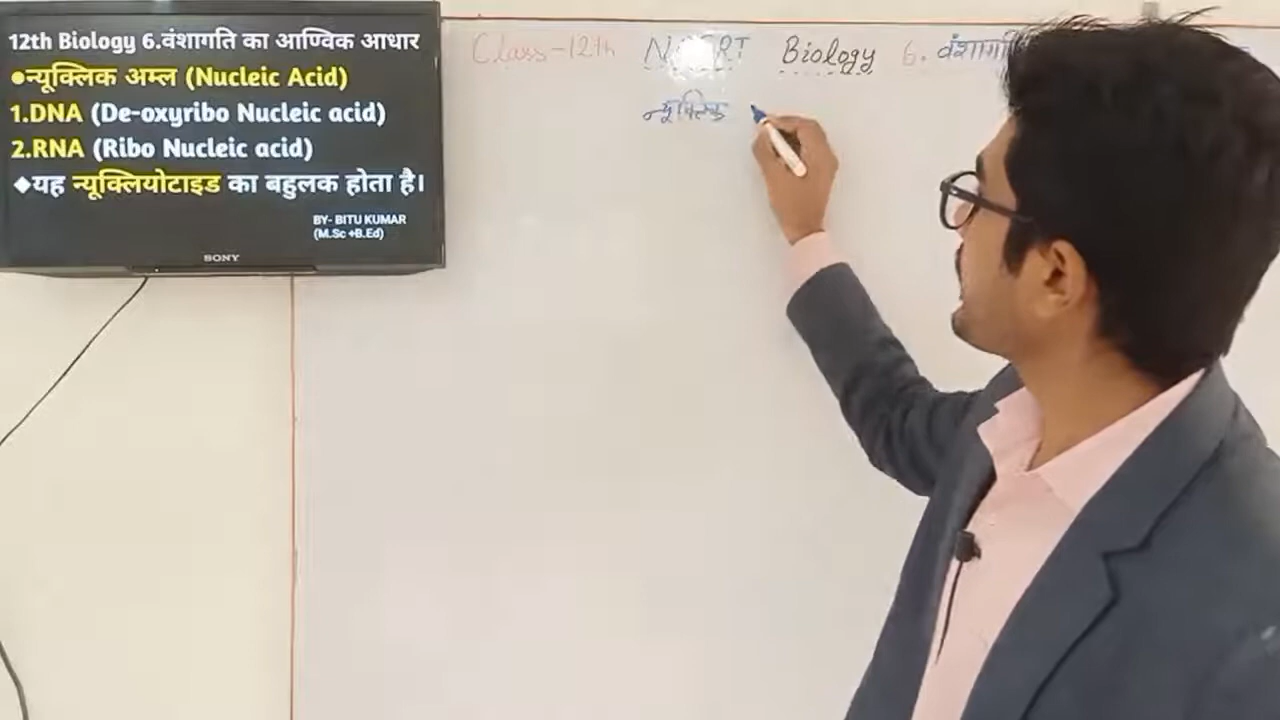 12th Biology 6.वंशागति का आण्विक आधार
●न्यूक्लिक अम्ल (Nucleic Acid)
1.DNA (De-oxyribo Nucleic acid)
2.RNA (Ribo Nucleic acid)
◆यह न्यूक्लियोटाइड का बहुलक होता है।
BY- BITU KUMAR
(M.Sc +B.Ed)
SONY
Class-12th NCERT Biology 6.
न्यूक्लिक